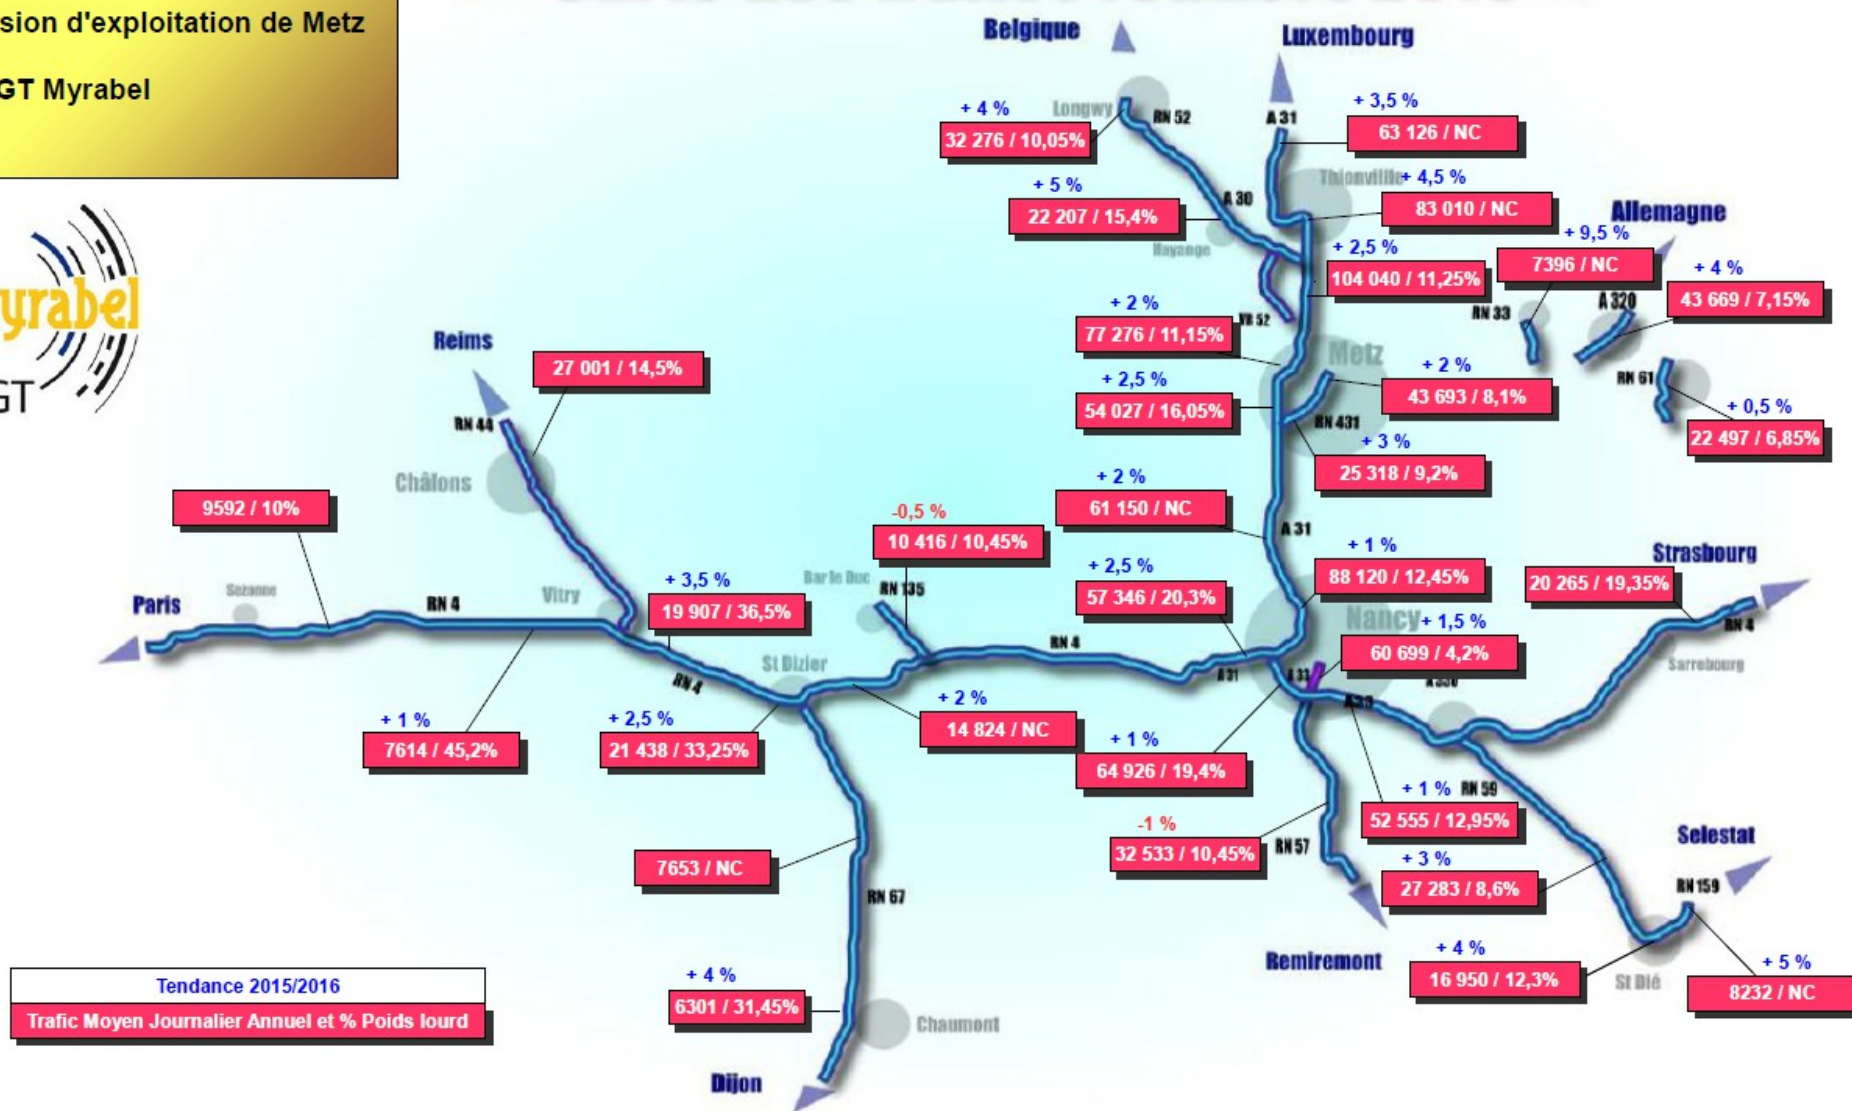 sion d'exploitation de Metz
GT Myrabel
yrabel
GT
Belgique
Luxembourg
+ 4 %
32 276 / 10,05%
Longwy
RN 52
A 31
+ 3,5 %
63 126 / NC
+ 5 %
22 207 / 15,4%
A 30
Hayange
Thionville
+ 4,5 %
83 010 / NC
Allemagne
+ 9,5 %
7396 / NC
+ 2,5 %
104 040 / 11,25%
+ 4 %
43 669 / 7,15%
RN 33
A 320
+ 2 %
77 276 / 11,15%
VR 52
Metz
+ 2,5 %
54 027 / 16,05%
+ 2 %
43 693 / 8,1%
RN 431
RN 61
+ 0,5 %
22 497 / 6,85%
+ 3 %
25 318 / 9,2%
Reims
27 001 / 14,5%
RN 44
Châlons
+ 2 %
61 150 / NC
A 31
9592 / 10%
-0,5 %
10 416 / 10,45%
+ 1 %
88 120 / 12,45%
Strasbourg
20 265 / 19,35%
RN 4
Sarrebourg
Paris
Sezanne
RN 4
Vitry
+ 3,5 %
19 907 / 36,5%
Bar le Duc
RN 135
+ 2,5 %
57 346 / 20,3%
Nancy
+ 1,5 %
60 699 / 4,2%
St Dizier
RN 4
RN 4
A 31
A 33
A33
+ 1 %
7614 / 45,2%
+ 2,5 %
21 438 / 33,25%
+ 2 %
14 824 / NC
+ 1 %
64 926 / 19,4%
+ 1 %
52 555 / 12,95%
RN 59
-1 %
32 533 / 10,45%
RN 57
+ 3 %
27 283 / 8,6%
Selestat
RN 159
7653 / NC
RN 67
Remiremont
+ 4 %
16 950 / 12,3%
St Dié
+ 5 %
8232 / NC
+ 4 %
6301 / 31,45%
Chaumont
Dijon
Tendance 2015/2016
Trafic Moyen Journalier Annuel et % Poids lourd